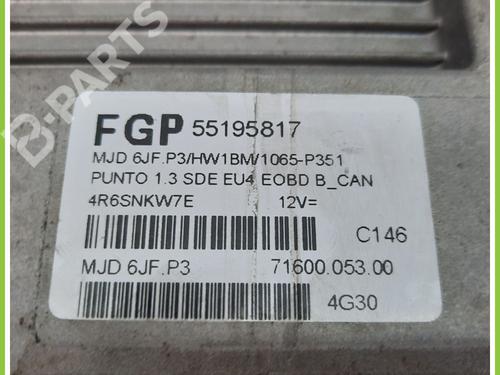 B-PARTS
FGP 55195817
MJD 6JF.P3/HW1BM/1065-P351
PUNTO 1.3 SDE EU4 EOBD B_CAN
4R6SNKW7E 12V=
C146
MJD 6JF.P3 71600.053.00
4G30